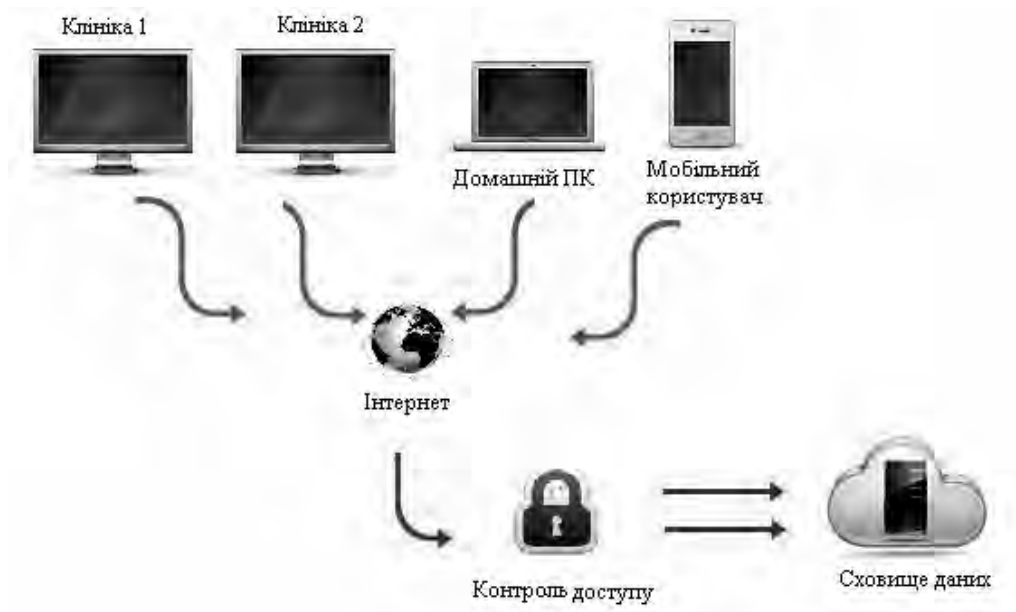 Клініка 1
Клініка 2
Домашній ПК
Мобільний
користувач
Інтернет
Контроль доступу
Сховище даних